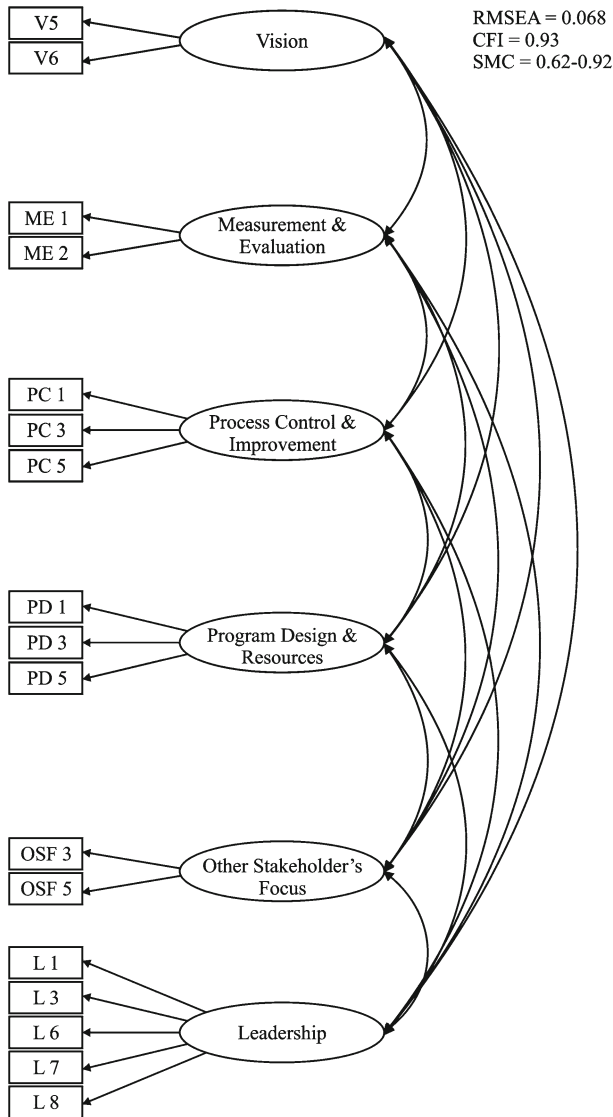 RMSEA = 0.068
CFI = 0.93
SMC = 0.62-0.92
V5
V6
Vision
ME 1
ME 2
Measurement &
Evaluation
PC 1
PC 3
PC 5
Process Control &
Improvement
PD 1
PD 3
PD 5
Program Design &
Resources
OSF 3
OSF 5
Other Stakeholder's
Focus
L 1
L 3
L 6
L 7
L 8
Leadership